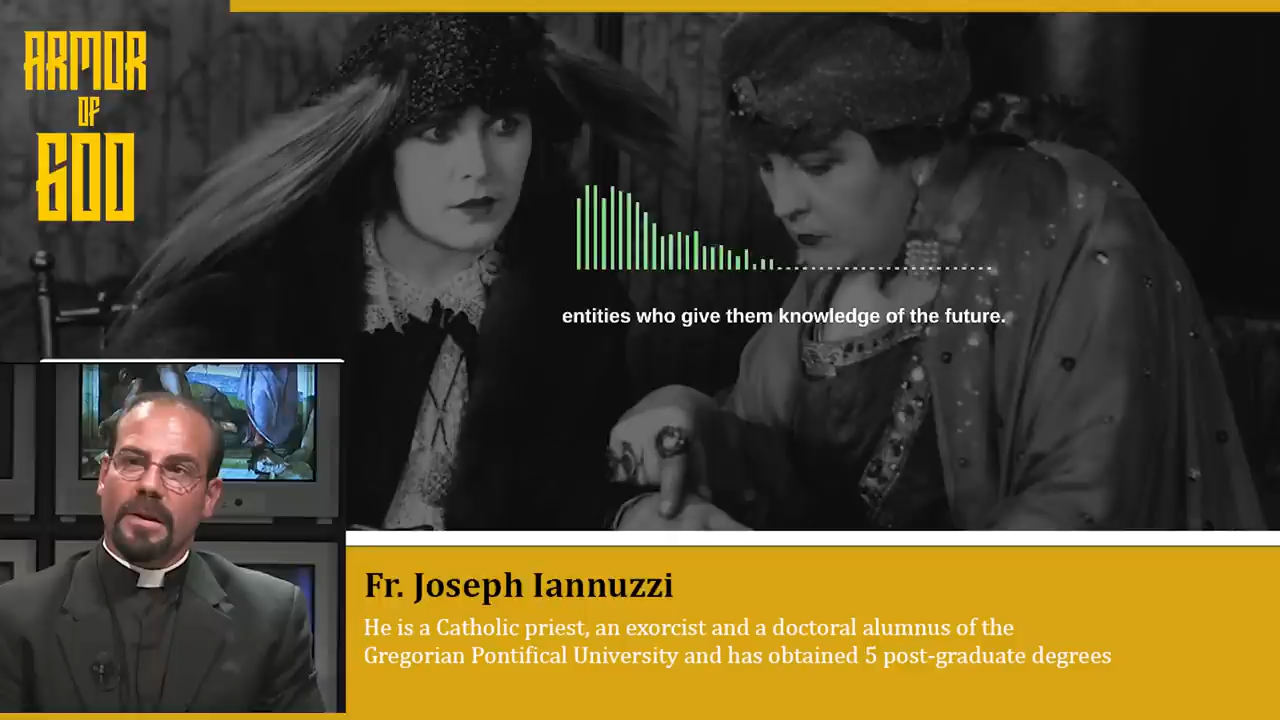 ARMOR
OF
GOD
entities who give them knowledge of the future.
Fr. Joseph Iannuzzi
He is a Catholic priest, an exorcist and a doctoral alumnus of the
Gregorian Pontifical University and has obtained 5 post-graduate degrees